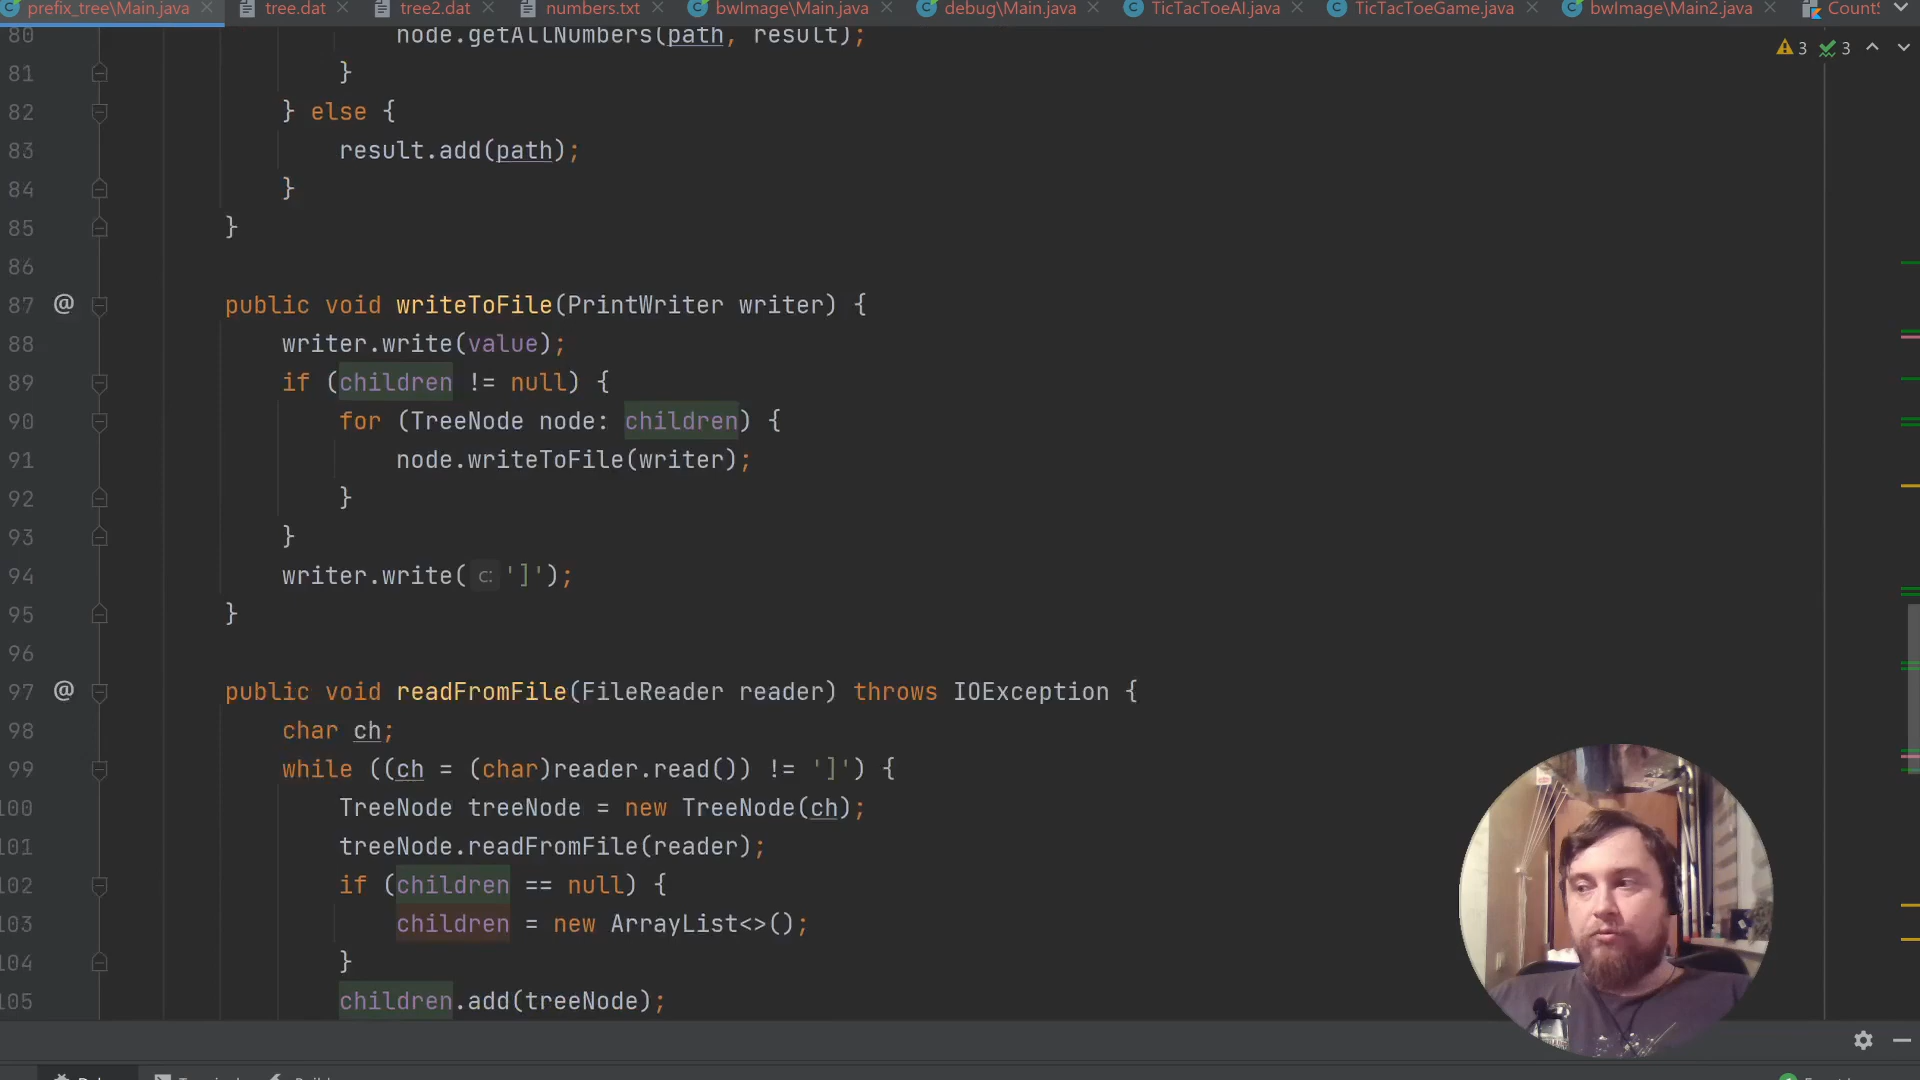 prefix_tree\Main.java tree.dat tree2.dat numbers.txt bwImage\Main.java debug\Main.java TicTacToeAI.java TicTacToeGame.java bwImage\Main2.java
80 node.getAllNumbers(path, result);
3 3
81 }
82 } else {
83 result.add(path);
84 }
85 }
86
87 @ public void writeToFile(PrintWriter writer) {
88 writer.write(value);
89 if (children != null) {
90 for (TreeNode node: children) {
91 node.writeToFile(writer);
92 }
93 }
94 writer.write( c: ']');
95 }
96
97 @ public void readFromFile(FileReader reader) throws IOException {
98 char ch;
99 while ((ch = (char)reader.read()) != ']') {
100 TreeNode treeNode = new TreeNode(ch);
101 treeNode.readFromFile(reader);
102 if (children == null) {
103 children = new ArrayList<>();
104 }
105 children.add(treeNode);